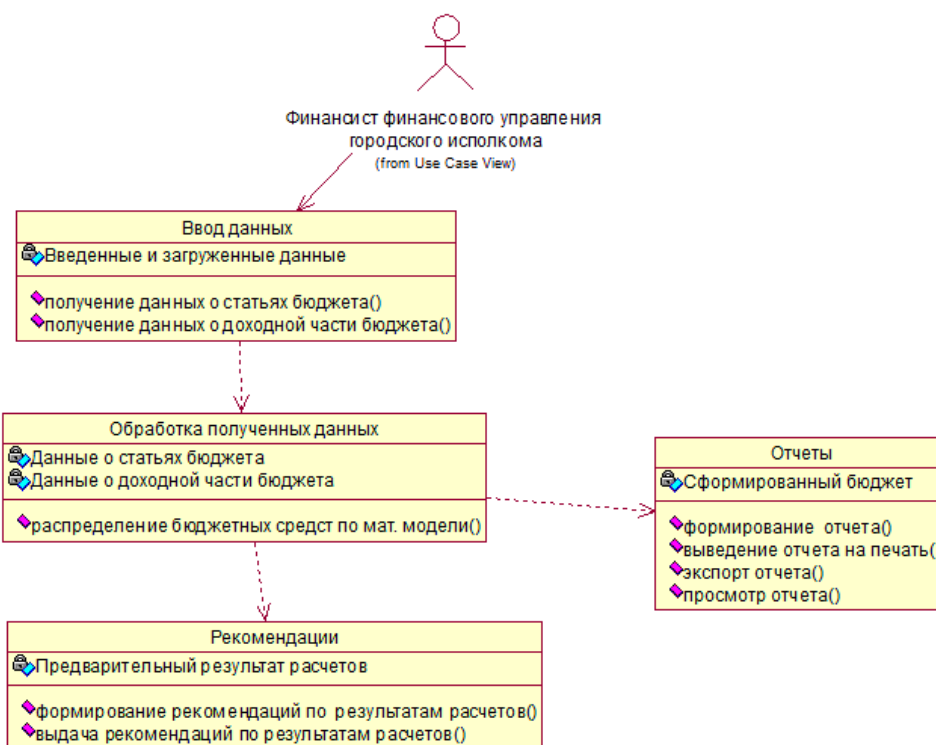 Финансист финансового управления
городского исполкома
(from Use Case View)
Ввод данных
Введенные и загруженные данные
получение данных о статьях бюджета()
получение данных о доходной части бюджета()
Обработка полученных данных
Данные о статьях бюджета
Данные о доходной части бюджета
распределение бюджетных средст по мат. модели()
Отчеты
Сформированный бюджет
формирование отчета()
выведение отчета на печать(
экспорт отчета()
просмотр отчета()
Рекомендации
Предварительный результат расчетов
формирование рекомендаций по результатам расчетов()
выдача рекомендаций по результатам расчетов()